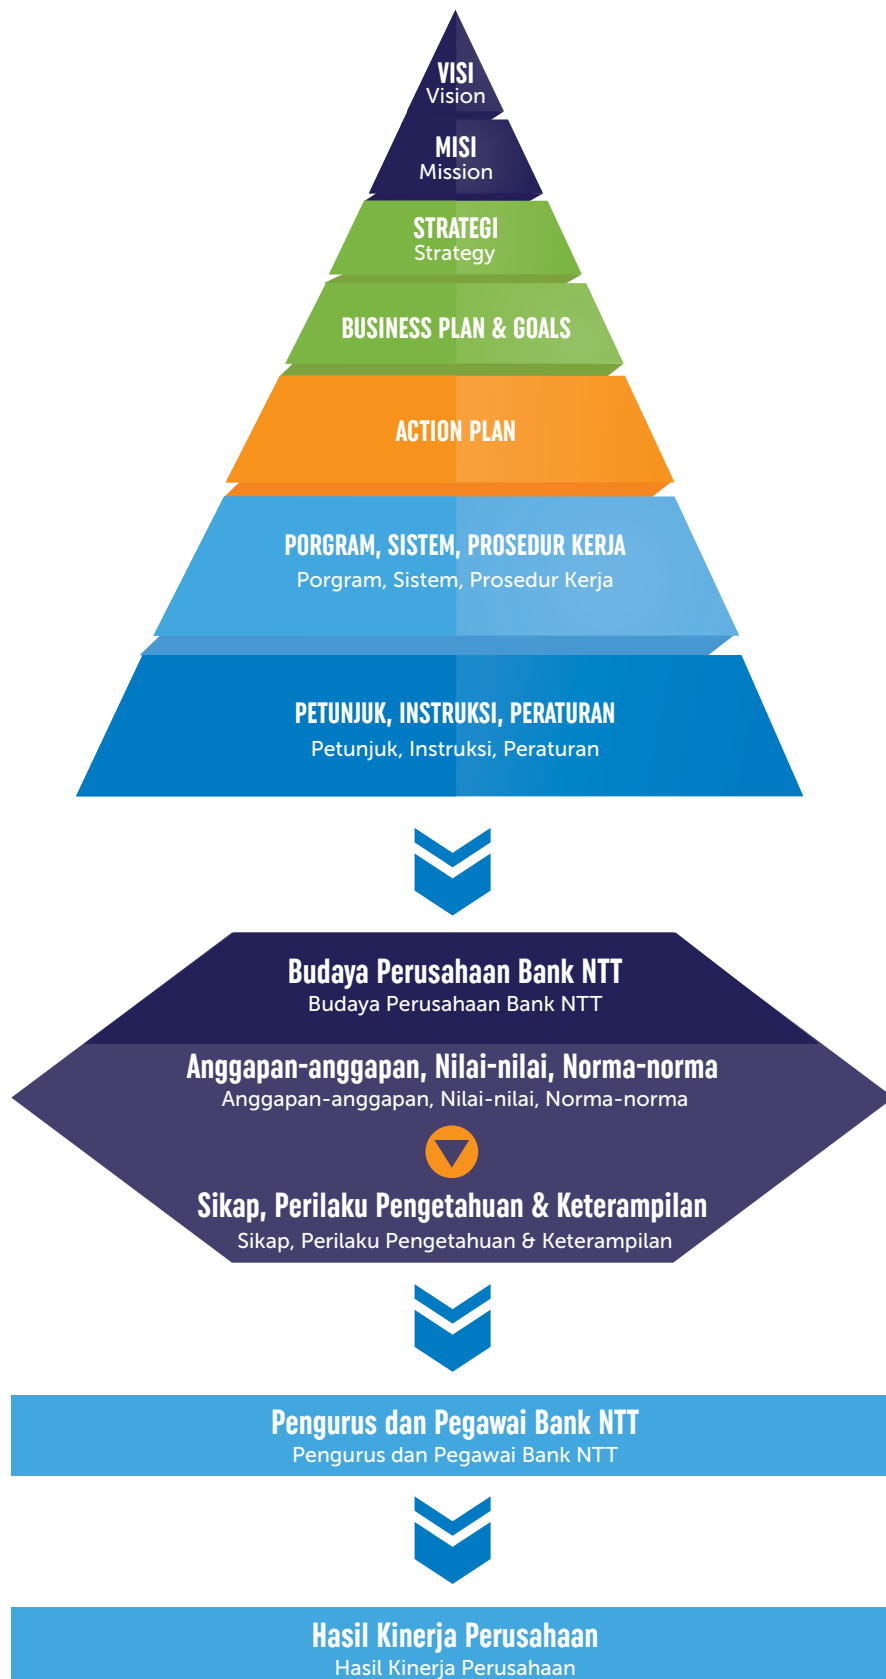 VISI
Vision
MISI
Mission
STRATEGI
Strategy
BUSINESS PLAN & GOALS
ACTION PLAN
PORGRAM, SISTEM, PROSEDUR KERJA
Porgram, Sistem, Prosedur Kerja
PETUNJUK, INSTRUKSI, PERATURAN
Petunjuk, Instruksi, Peraturan
Budaya Perusahaan Bank NTT
Budaya Perusahaan Bank NTT
Anggapan-anggapan, Nilai-nilai, Norma-norma
Anggapan-anggapan, Nilai-nilai, Norma-norma
Sikap, Perilaku Pengetahuan & Keterampilan
Sikap, Perilaku Pengetahuan & Keterampilan
Pengurus dan Pegawai Bank NTT
Pengurus dan Pegawai Bank NTT
Hasil Kinerja Perusahaan
Hasil Kinerja Perusahaan